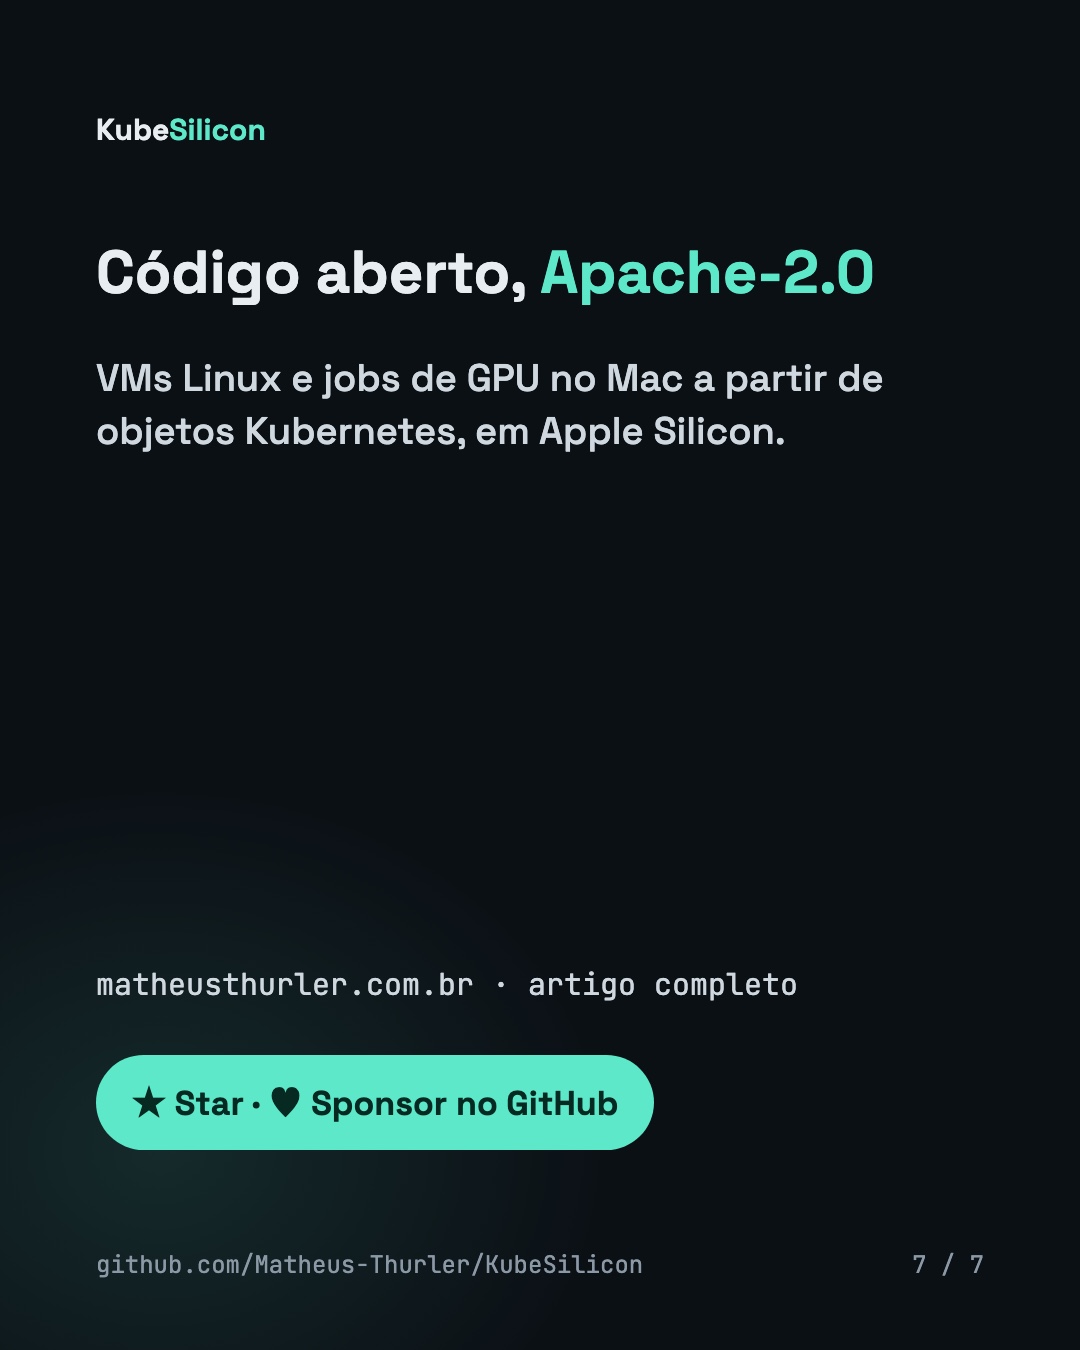 KubeSilicon
Código aberto, Apache-2.0
VMs Linux e jobs de GPU no Mac a partir de
objetos Kubernetes, em Apple Silicon.
matheusthurler.com.br · artigo completo
★ Star · ♥ Sponsor no GitHub
github.com/Matheus-Thurler/KubeSilicon
7 / 7